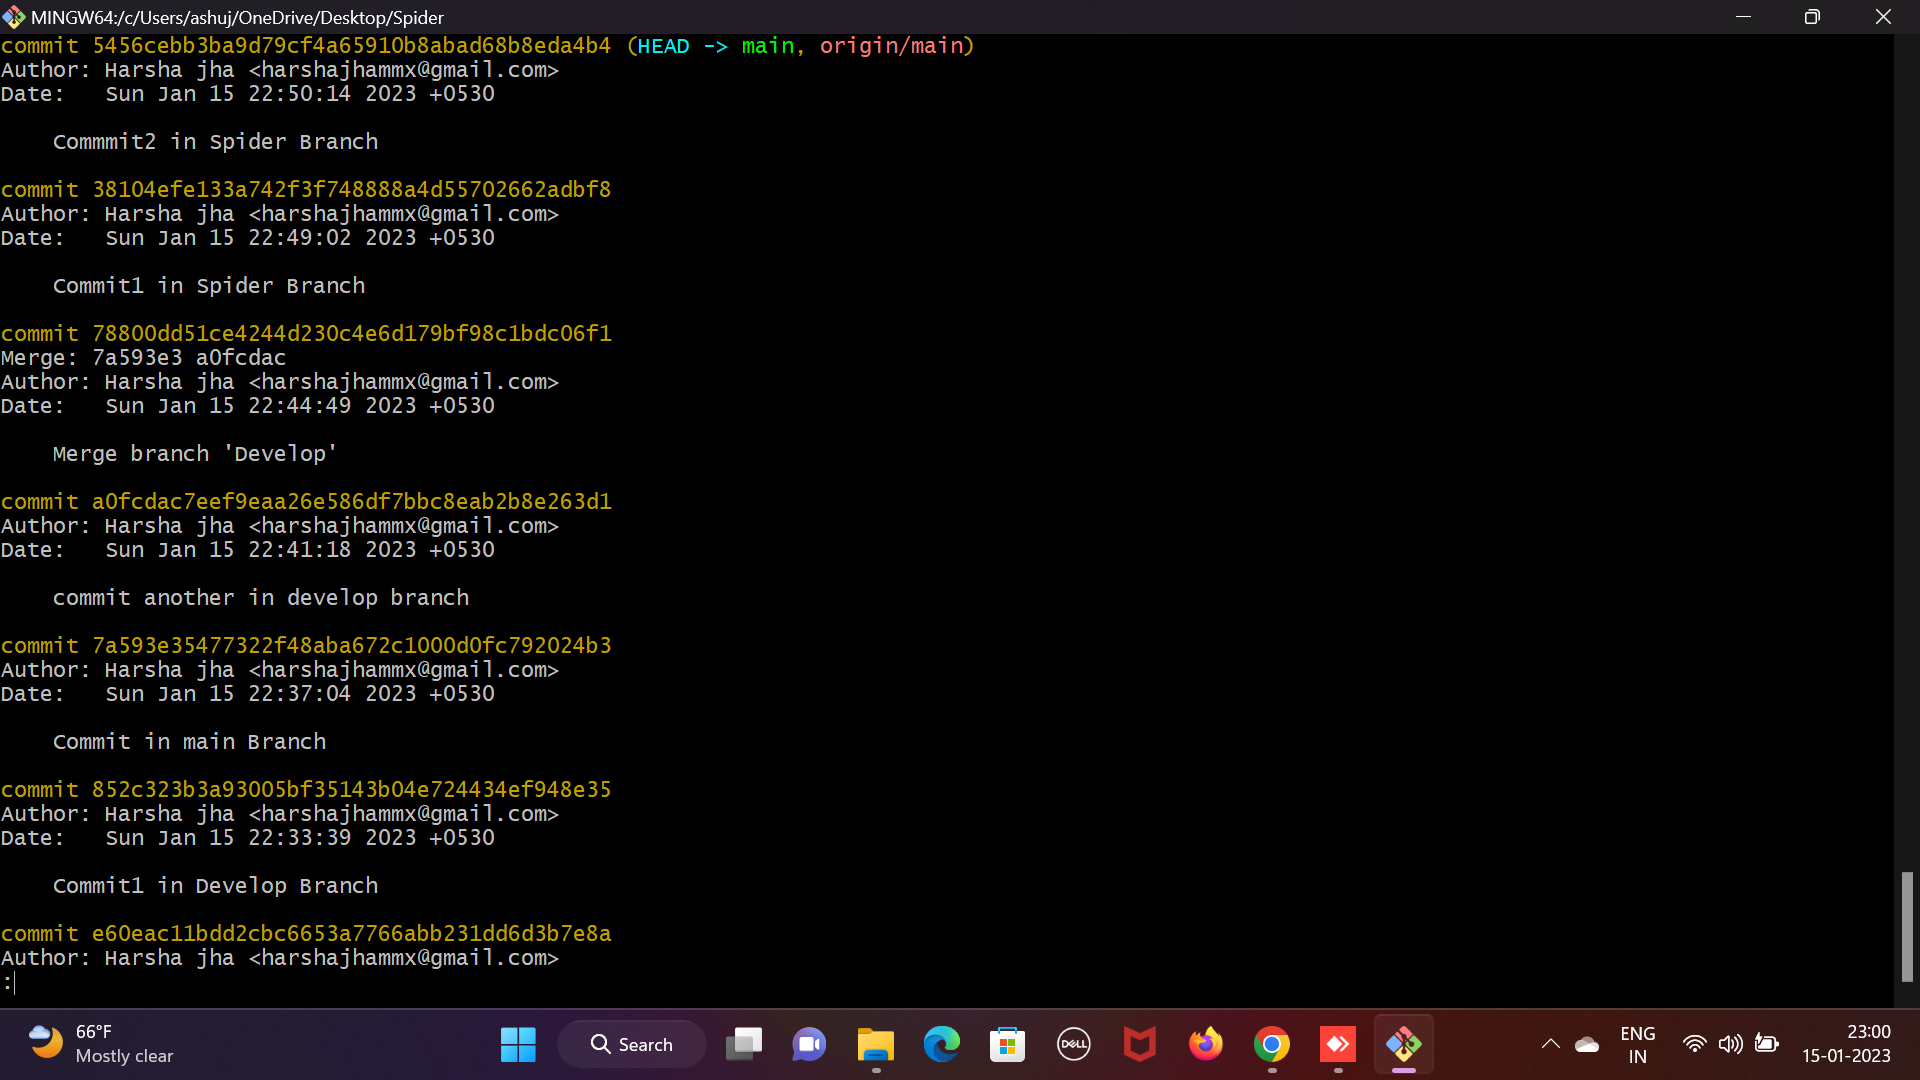 MINGW64:/c/Users/ashuj/OneDrive/Desktop/Spider
commit 5456cebb3ba9d79cf4a65910b8abad68b8eda4b4 (HEAD -> main, origin/main)
Author: Harsha jha <harshajhammx@gmail.com>
Date:   Sun Jan 15 22:50:14 2023 +0530
Commmit2 in Spider Branch
commit 38104efe133a742f3f748888a4d55702662adbf8
Author: Harsha jha <harshajhammx@gmail.com>
Date:   Sun Jan 15 22:49:02 2023 +0530
Commit1 in Spider Branch
commit 78800dd51ce4244d230c4e6d179bf98c1bdc06f1
Merge: 7a593e3 a0fcdac
Author: Harsha jha <harshajhammx@gmail.com>
Date:   Sun Jan 15 22:44:49 2023 +0530
Merge branch 'Develop'
commit a0fcdac7eef9eaa26e586df7bbc8eab2b8e263d1
Author: Harsha jha <harshajhammx@gmail.com>
Date:   Sun Jan 15 22:41:18 2023 +0530
commit another in develop branch
commit 7a593e35477322f48aba672c1000d0fc792024b3
Author: Harsha jha <harshajhammx@gmail.com>
Date:   Sun Jan 15 22:37:04 2023 +0530
Commit in main Branch
commit 852c323b3a93005bf35143b04e724434ef948e35
Author: Harsha jha <harshajhammx@gmail.com>
Date:   Sun Jan 15 22:33:39 2023 +0530
Commit1 in Develop Branch
commit e60eac11bdd2cbc6653a7766abb231dd6d3b7e8a
Author: Harsha jha <harshajhammx@gmail.com>
:
66°F
Mostly clear
Search
DELL
ENG
IN
23:00
15-01-2023